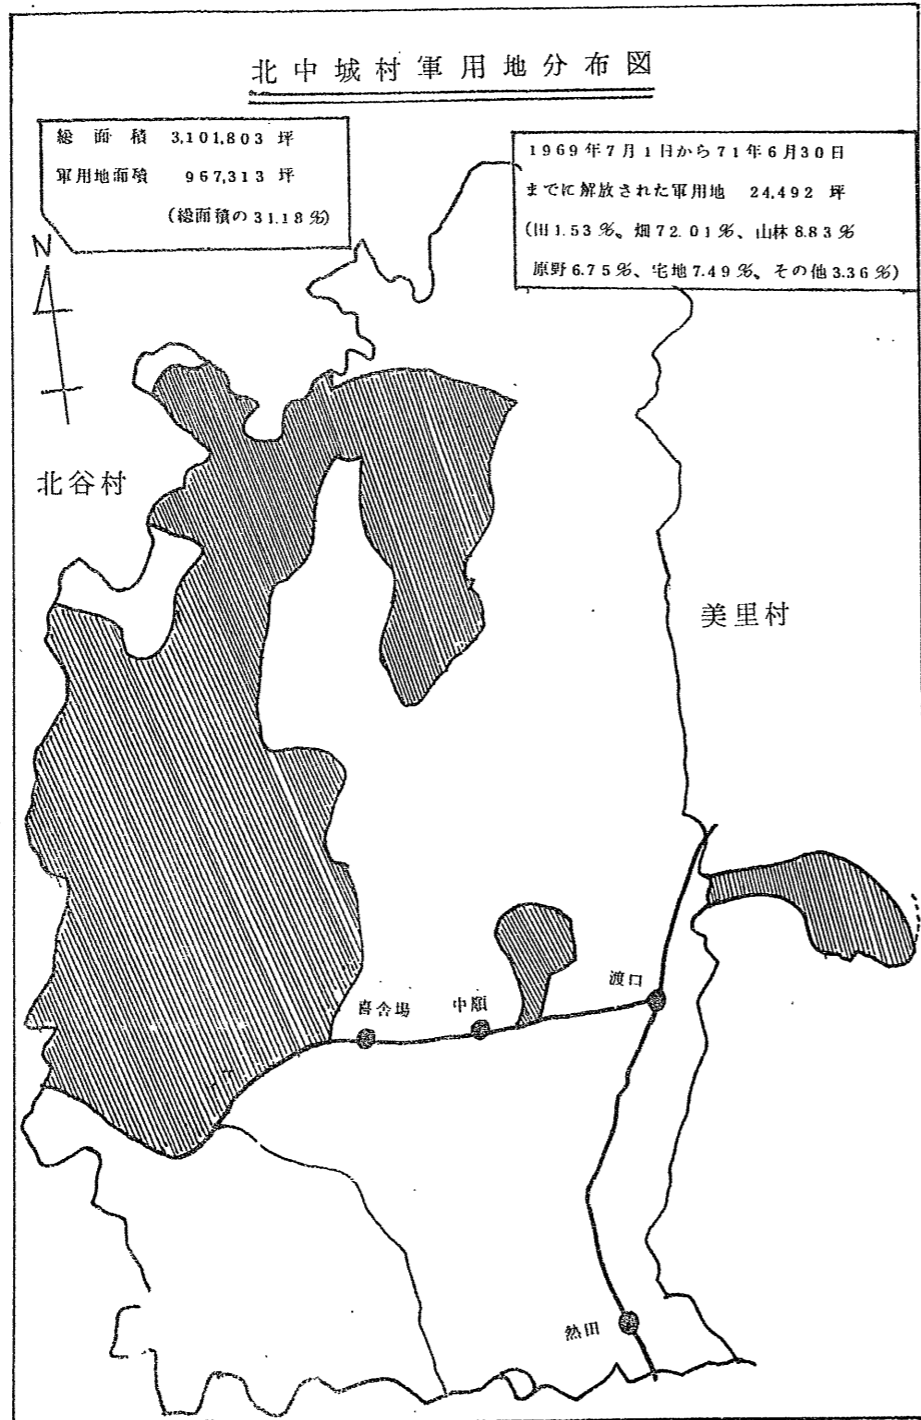 北中城村軍用地分布図
総面積 3,101,803 坪
軍用地面積 967,313 坪
(総面積の31.18%)
1969年7月1日から71年6月30日
までに解放された軍用地 24,492 坪
(田1.53%、畑72.01%、山林8.83%
原野6.75%、宅地7.49%、その他3.36%)
N
北谷村
美里村
喜舎場
中順
渡口
熱田